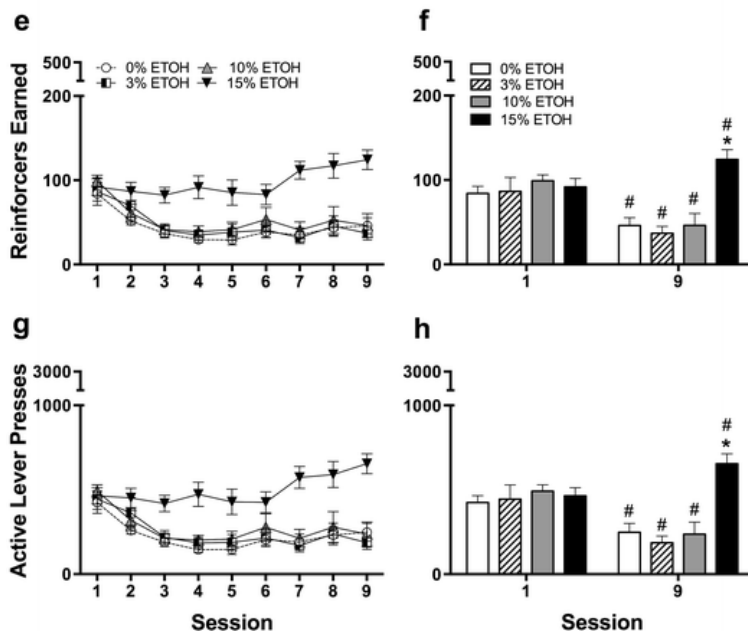 e
Reinforcers Earned
500
200
100
0
0% ETOH 10% ETOH
3% ETOH 15% ETOH
1 2 3 4 5 6 7 8 9
f
500
200
100
0
0% ETOH
3% ETOH
10% ETOH
15% ETOH
#
*
# # #
1 9
g
Active Lever Presses
3000
1000
0
1 2 3 4 5 6 7 8 9
Session
h
3000
1000
0
#
*
# # #
1 9
Session